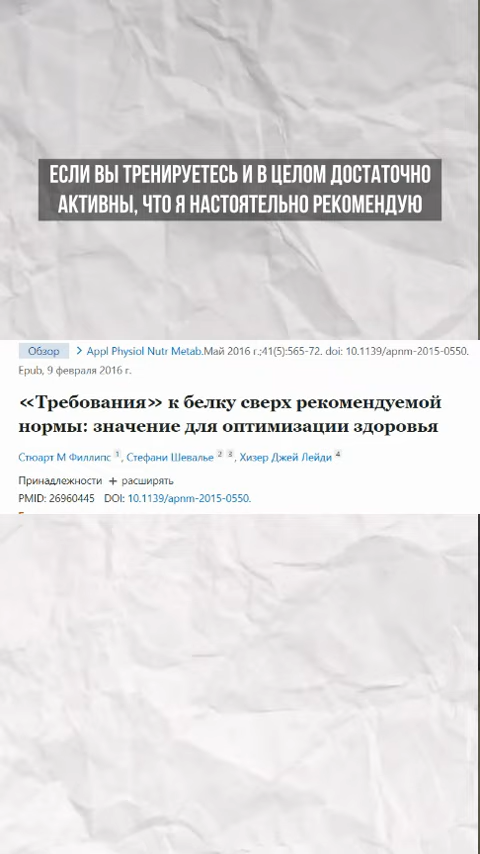 ЕСЛИ ВЫ ТРЕНИРУЕТЕСЬ И В ЦЕЛОМ ДОСТАТОЧНО
АКТИВНЫ, ЧТО Я НАСТОЯТЕЛЬНО РЕКОМЕНДУЮ
Обзор > Appl Physiol Nutr Metab.Май 2016 г.;41(5):565-72. doi: 10.1139/apnm-2015-0550.
Epub, 9 февраля 2016 г.
«Требования» к белку сверх рекомендуемой
нормы: значение для оптимизации здоровья
Стюарт М Филлипс 1, Стефани Шевалье 2 3, Хизер Джей Лейди 4
Принадлежности + расширять
PMID: 26960445 DOI: 10.1139/apnm-2015-0550.